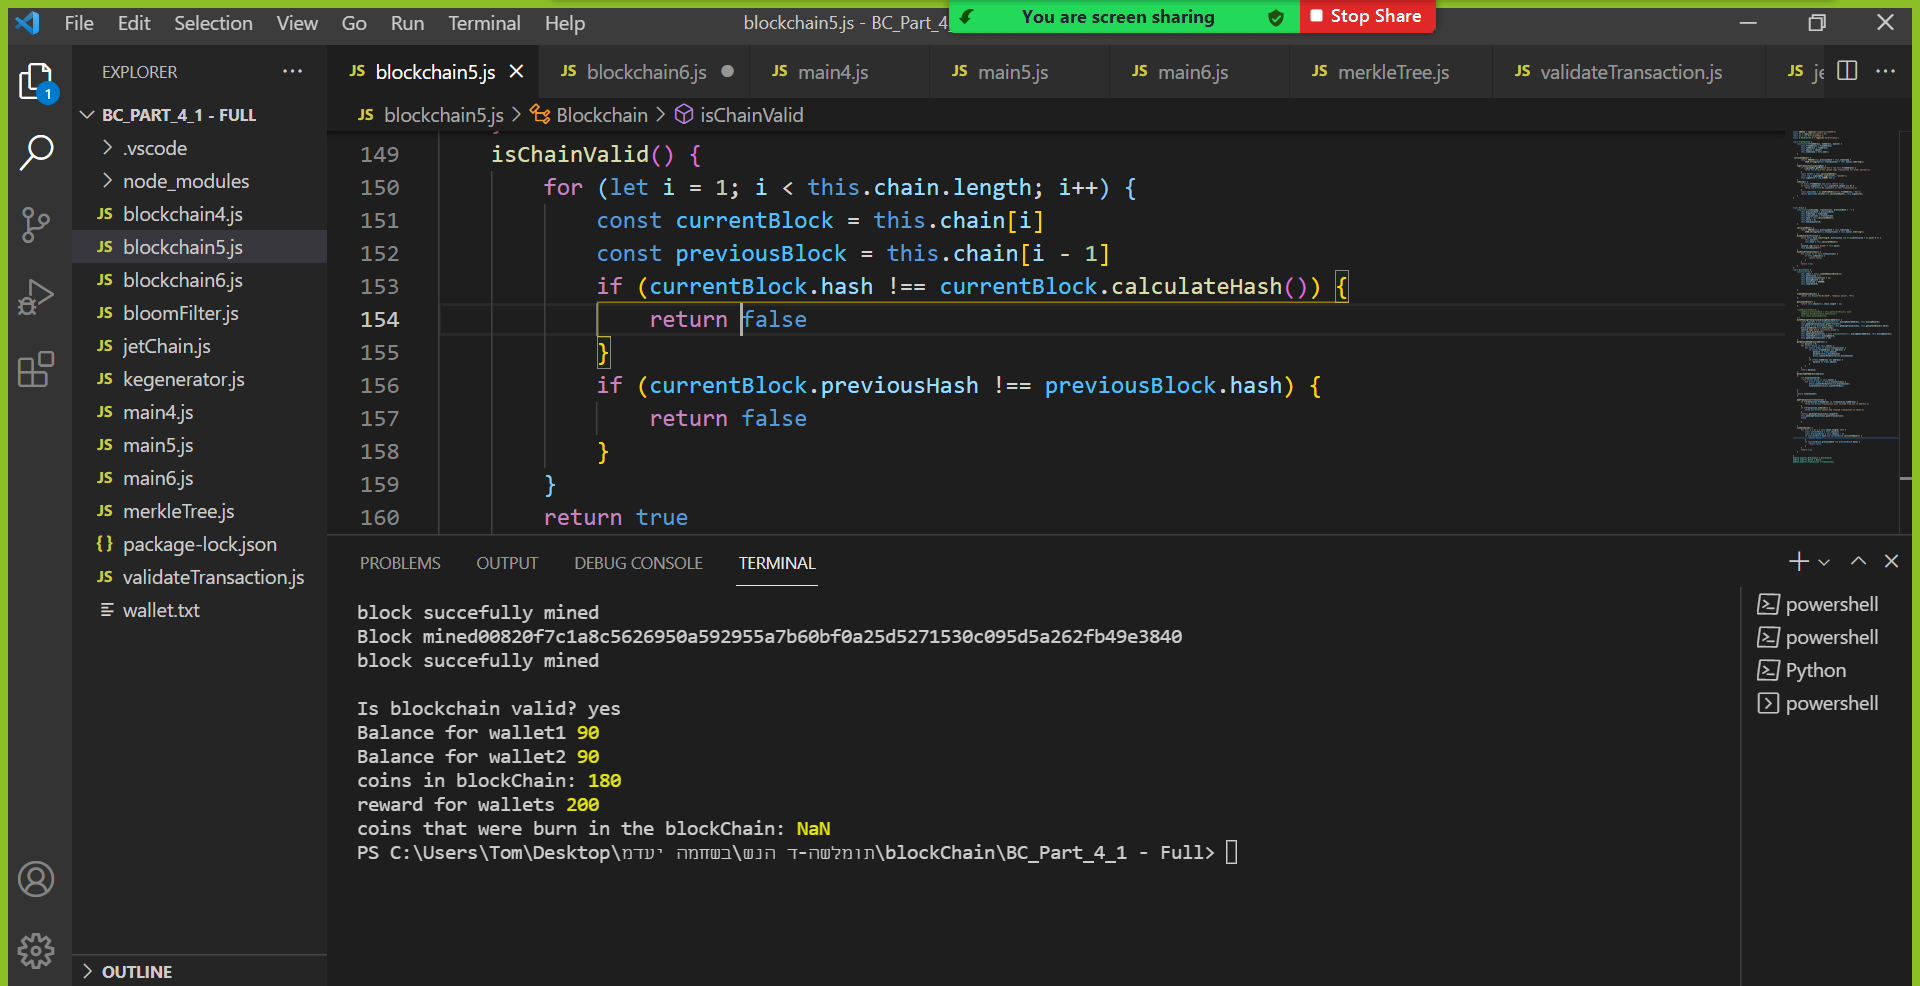 File Edit Selection View Go Run Terminal Help
blockchain5.js - BC_Part_4_
You are screen sharing
Stop Share
EXPLORER
1
BC_PART_4_1 - FULL
.vscode
node_modules
JS blockchain4.js
JS blockchain5.js
JS blockchain6.js
JS bloomFilter.js
JS jetChain.js
JS kegenerator.js
JS main4.js
JS main5.js
JS main6.js
JS merkleTree.js
{} package-lock.json
JS validateTransaction.js
wallet.txt
OUTLINE
JS blockchain5.js JS blockchain6.js JS main4.js JS main5.js JS main6.js JS merkleTree.js JS validateTransaction.js JS je
JS blockchain5.js > Blockchain > isChainValid
149 isChainValid() {
150 for (let i = 1; i < this.chain.length; i++) {
151 const currentBlock = this.chain[i]
152 const previousBlock = this.chain[i - 1]
153 if (currentBlock.hash !== currentBlock.calculateHash()) {
154 return false
155 }
156 if (currentBlock.previousHash !== previousBlock.hash) {
157 return false
158 }
159 }
160 return true
PROBLEMS OUTPUT DEBUG CONSOLE TERMINAL
block succefully mined
Block mined00820f7c1a8c5626950a592955a7b60bf0a25d5271530c095d5a262fb49e3840
block succefully mined
Is blockchain valid? yes
Balance for wallet1 90
Balance for wallet2 90
coins in blockChain: 180
reward for wallets 200
coins that were burn in the blockChain: NaN
PS C:\Users\Tom\Desktop\תומלשה-ד הנש\בשחמה יעדמ\blockChain\BC_Part_4_1 - Full>
powershell
powershell
Python
powershell